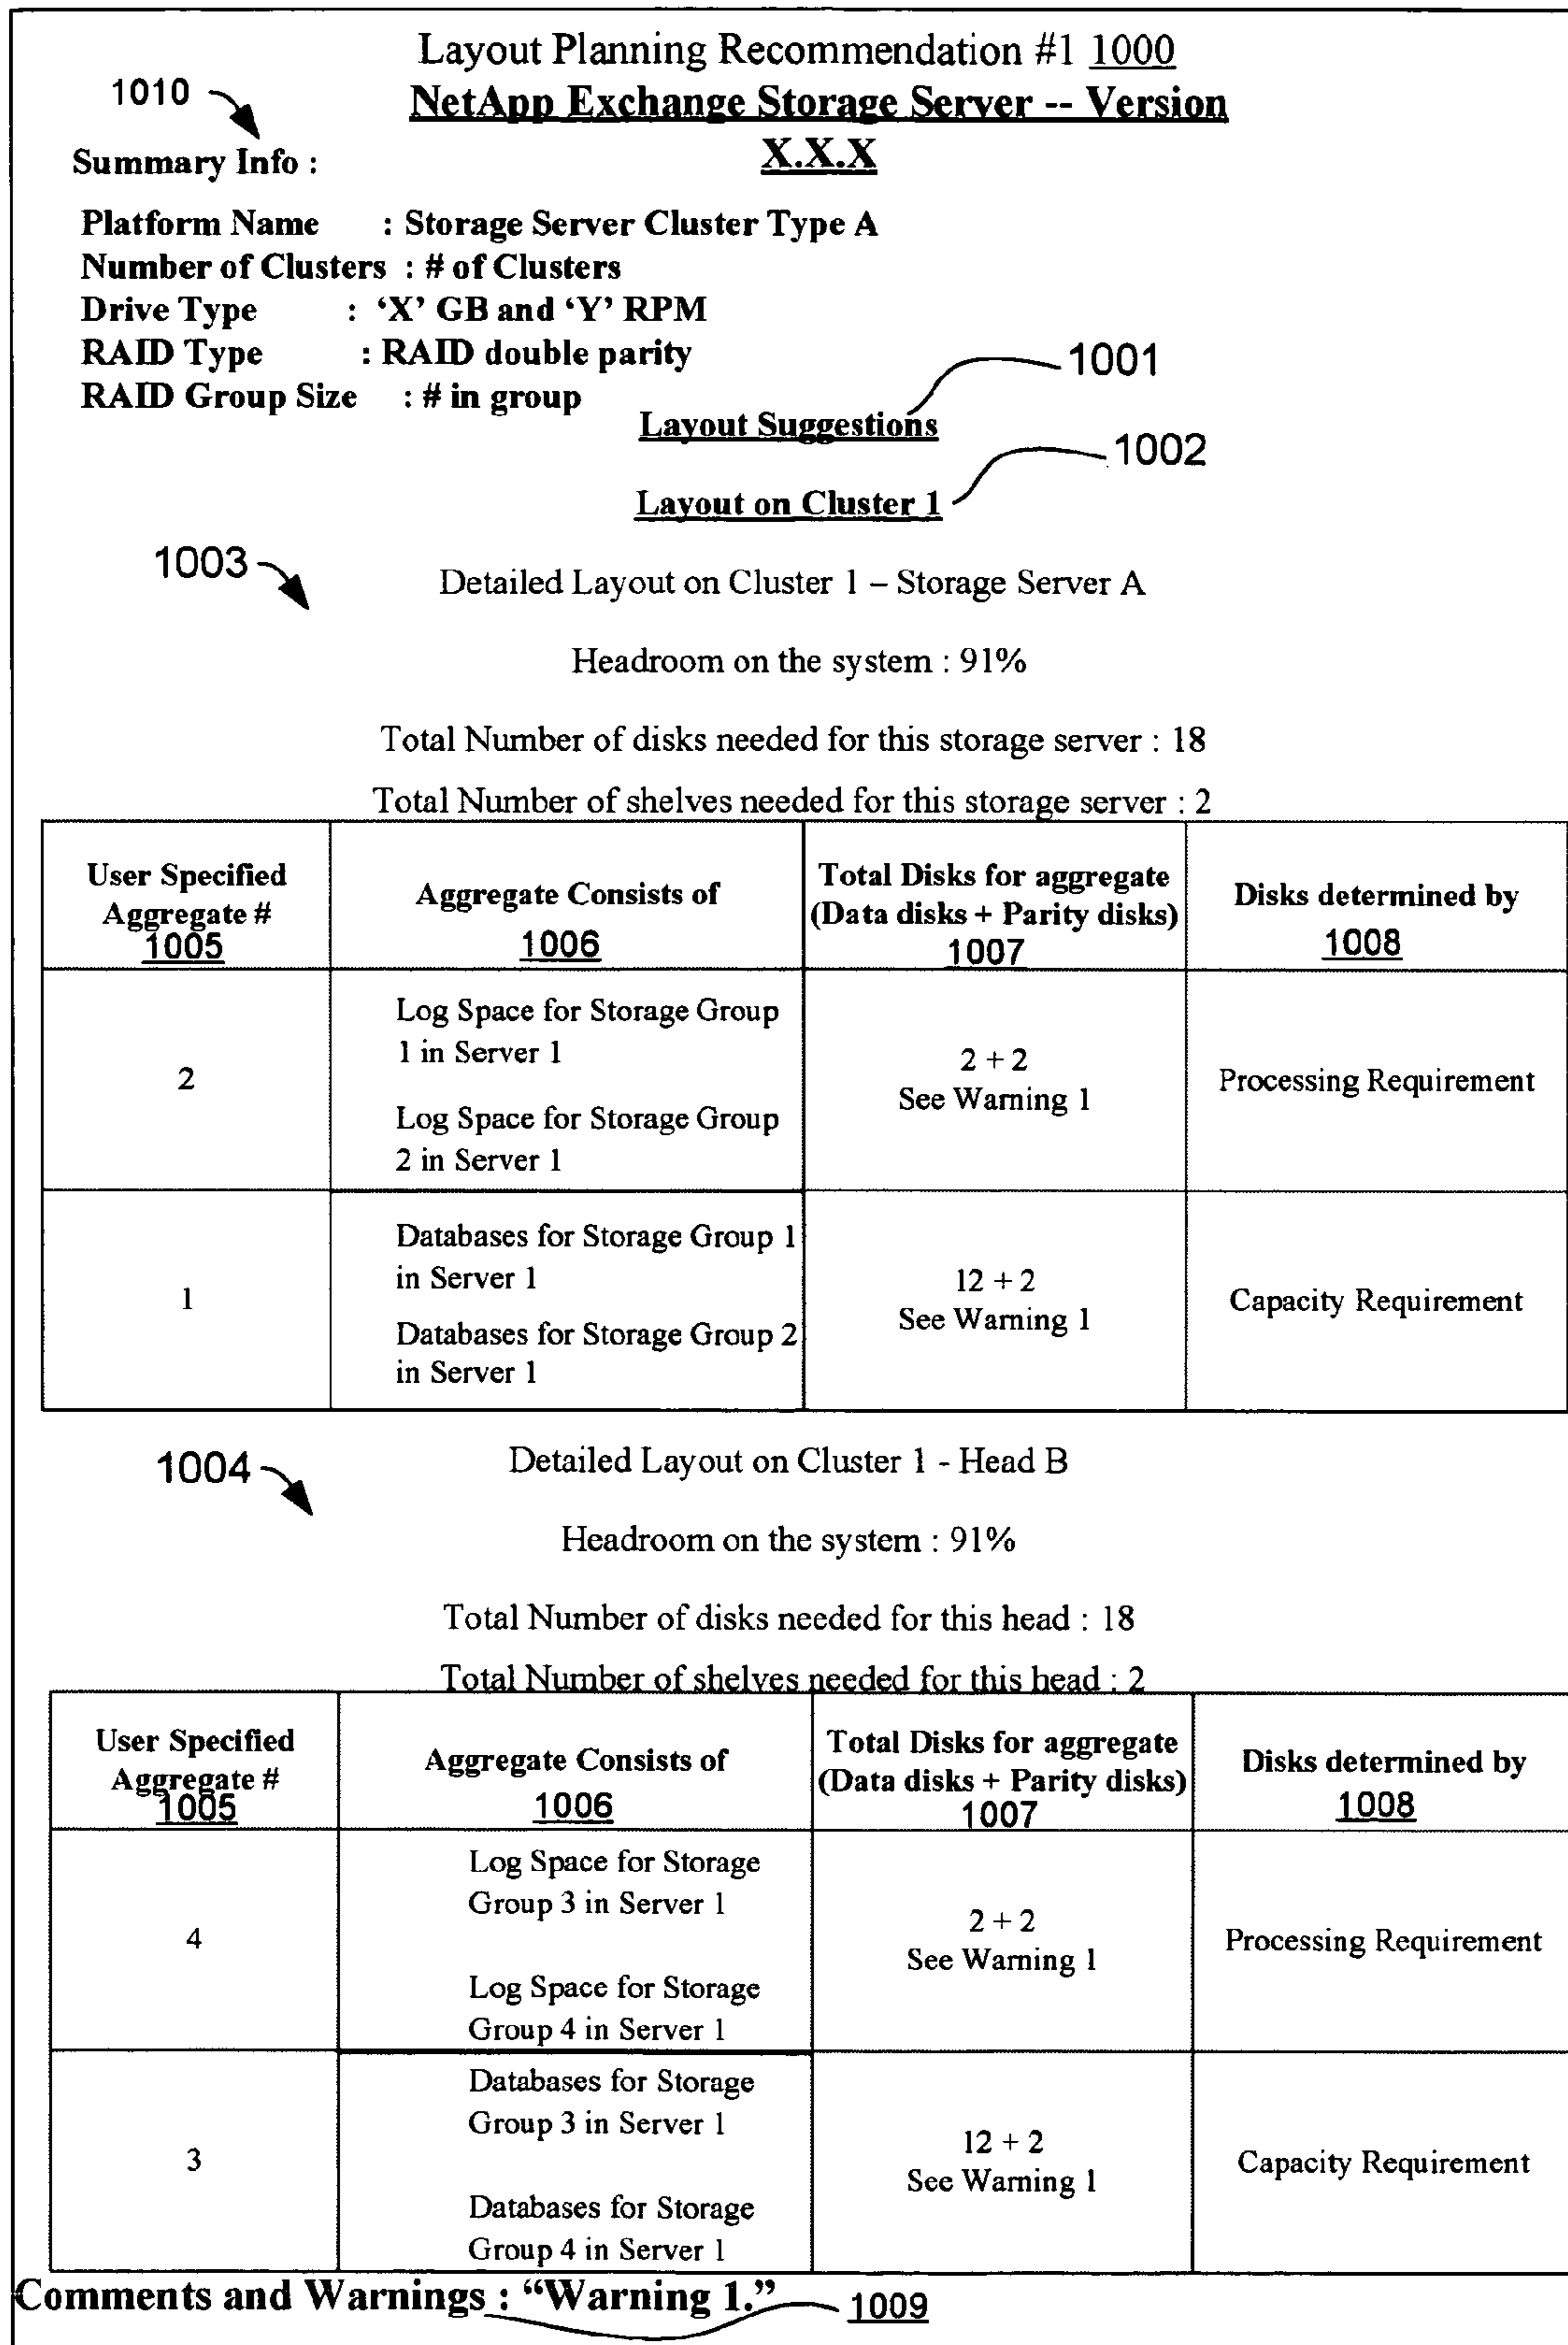 Layout Planning Recommendation #1 1000
1010
NetApp Exchange Storage Server -- Version
X.X.X
Summary Info :
Platform Name : Storage Server Cluster Type A
Number of Clusters : # of Clusters
Drive Type : ‘X’ GB and ‘Y’ RPM
RAID Type : RAID double parity
RAID Group Size : # in group
1001
Layout Suggestions
1002
Layout on Cluster 1
1003
Detailed Layout on Cluster 1 – Storage Server A
Headroom on the system : 91%
Total Number of disks needed for this storage server : 18
Total Number of shelves needed for this storage server : 2
User Specified
Aggregate #
1005
Aggregate Consists of
1006
Total Disks for aggregate
(Data disks + Parity disks)
1007
Disks determined by
1008
2
Log Space for Storage Group
1 in Server 1
Log Space for Storage Group
2 in Server 1
2 + 2
See Warning 1
Processing Requirement
1
Databases for Storage Group 1
in Server 1
Databases for Storage Group 2
in Server 1
12 + 2
See Warning 1
Capacity Requirement
1004
Detailed Layout on Cluster 1 - Head B
Headroom on the system : 91%
Total Number of disks needed for this head : 18
Total Number of shelves needed for this head : 2
User Specified
Aggregate #
1005
Aggregate Consists of
1006
Total Disks for aggregate
(Data disks + Parity disks)
1007
Disks determined by
1008
4
Log Space for Storage
Group 3 in Server 1
Log Space for Storage
Group 4 in Server 1
2 + 2
See Warning 1
Processing Requirement
3
Databases for Storage
Group 3 in Server 1
Databases for Storage
Group 4 in Server 1
12 + 2
See Warning 1
Capacity Requirement
Comments and Warnings : “Warning 1.”
1009